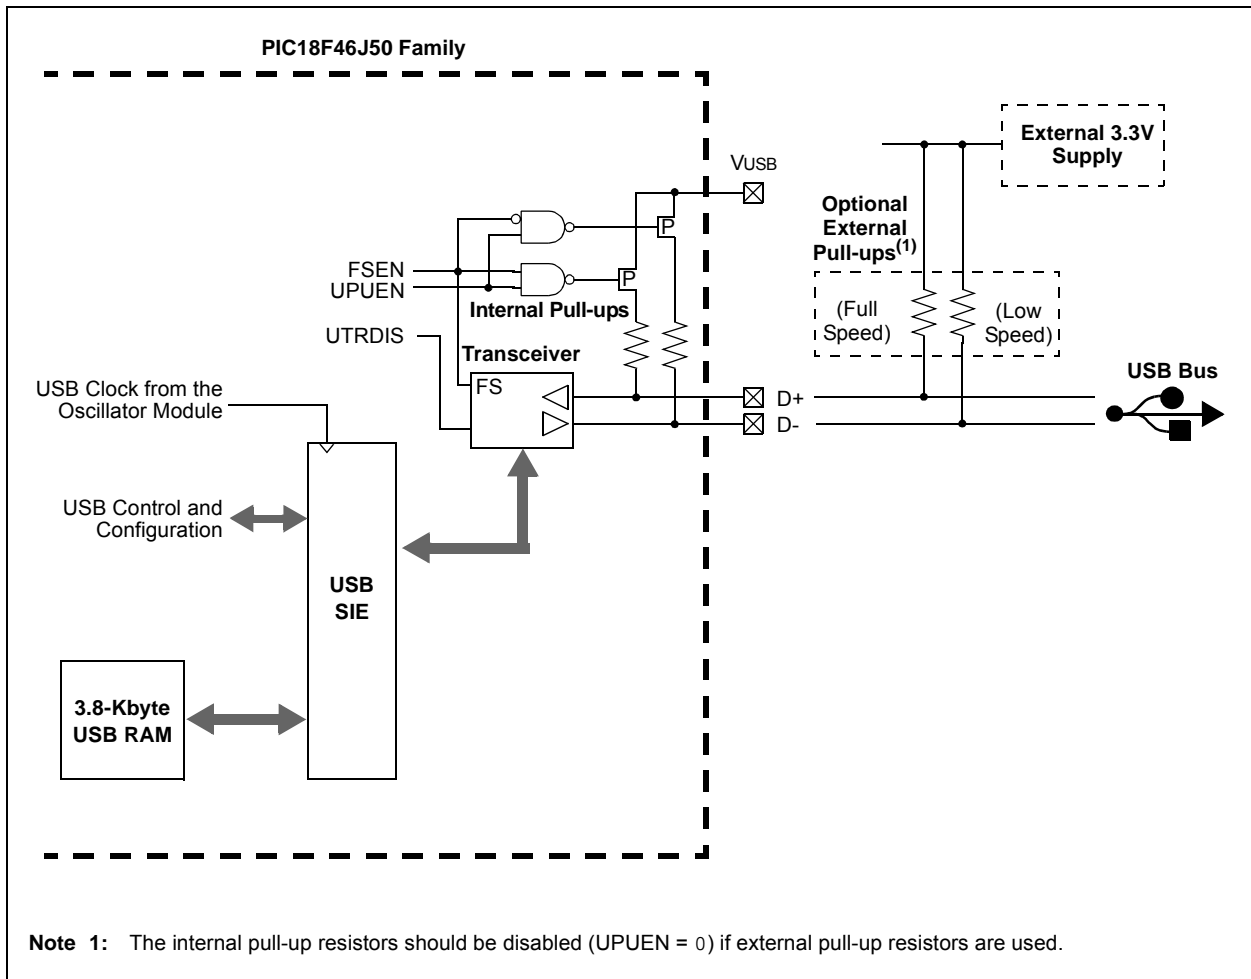 PIC18F46J50 Family
External 3.3V
Supply
VUSB
Optional
External
Pull-ups(1)
P
P
FSEN
UPUEN
Internal Pull-ups
(Full
Speed)
(Low
Speed)
UTRDIS
Transceiver
FS
USB Clock from the
Oscillator Module
D+
D-
USB Bus
USB Control and
Configuration
USB
SIE
3.8-Kbyte
USB RAM
Note 1: The internal pull-up resistors should be disabled (UPUEN = 0) if external pull-up resistors are used.